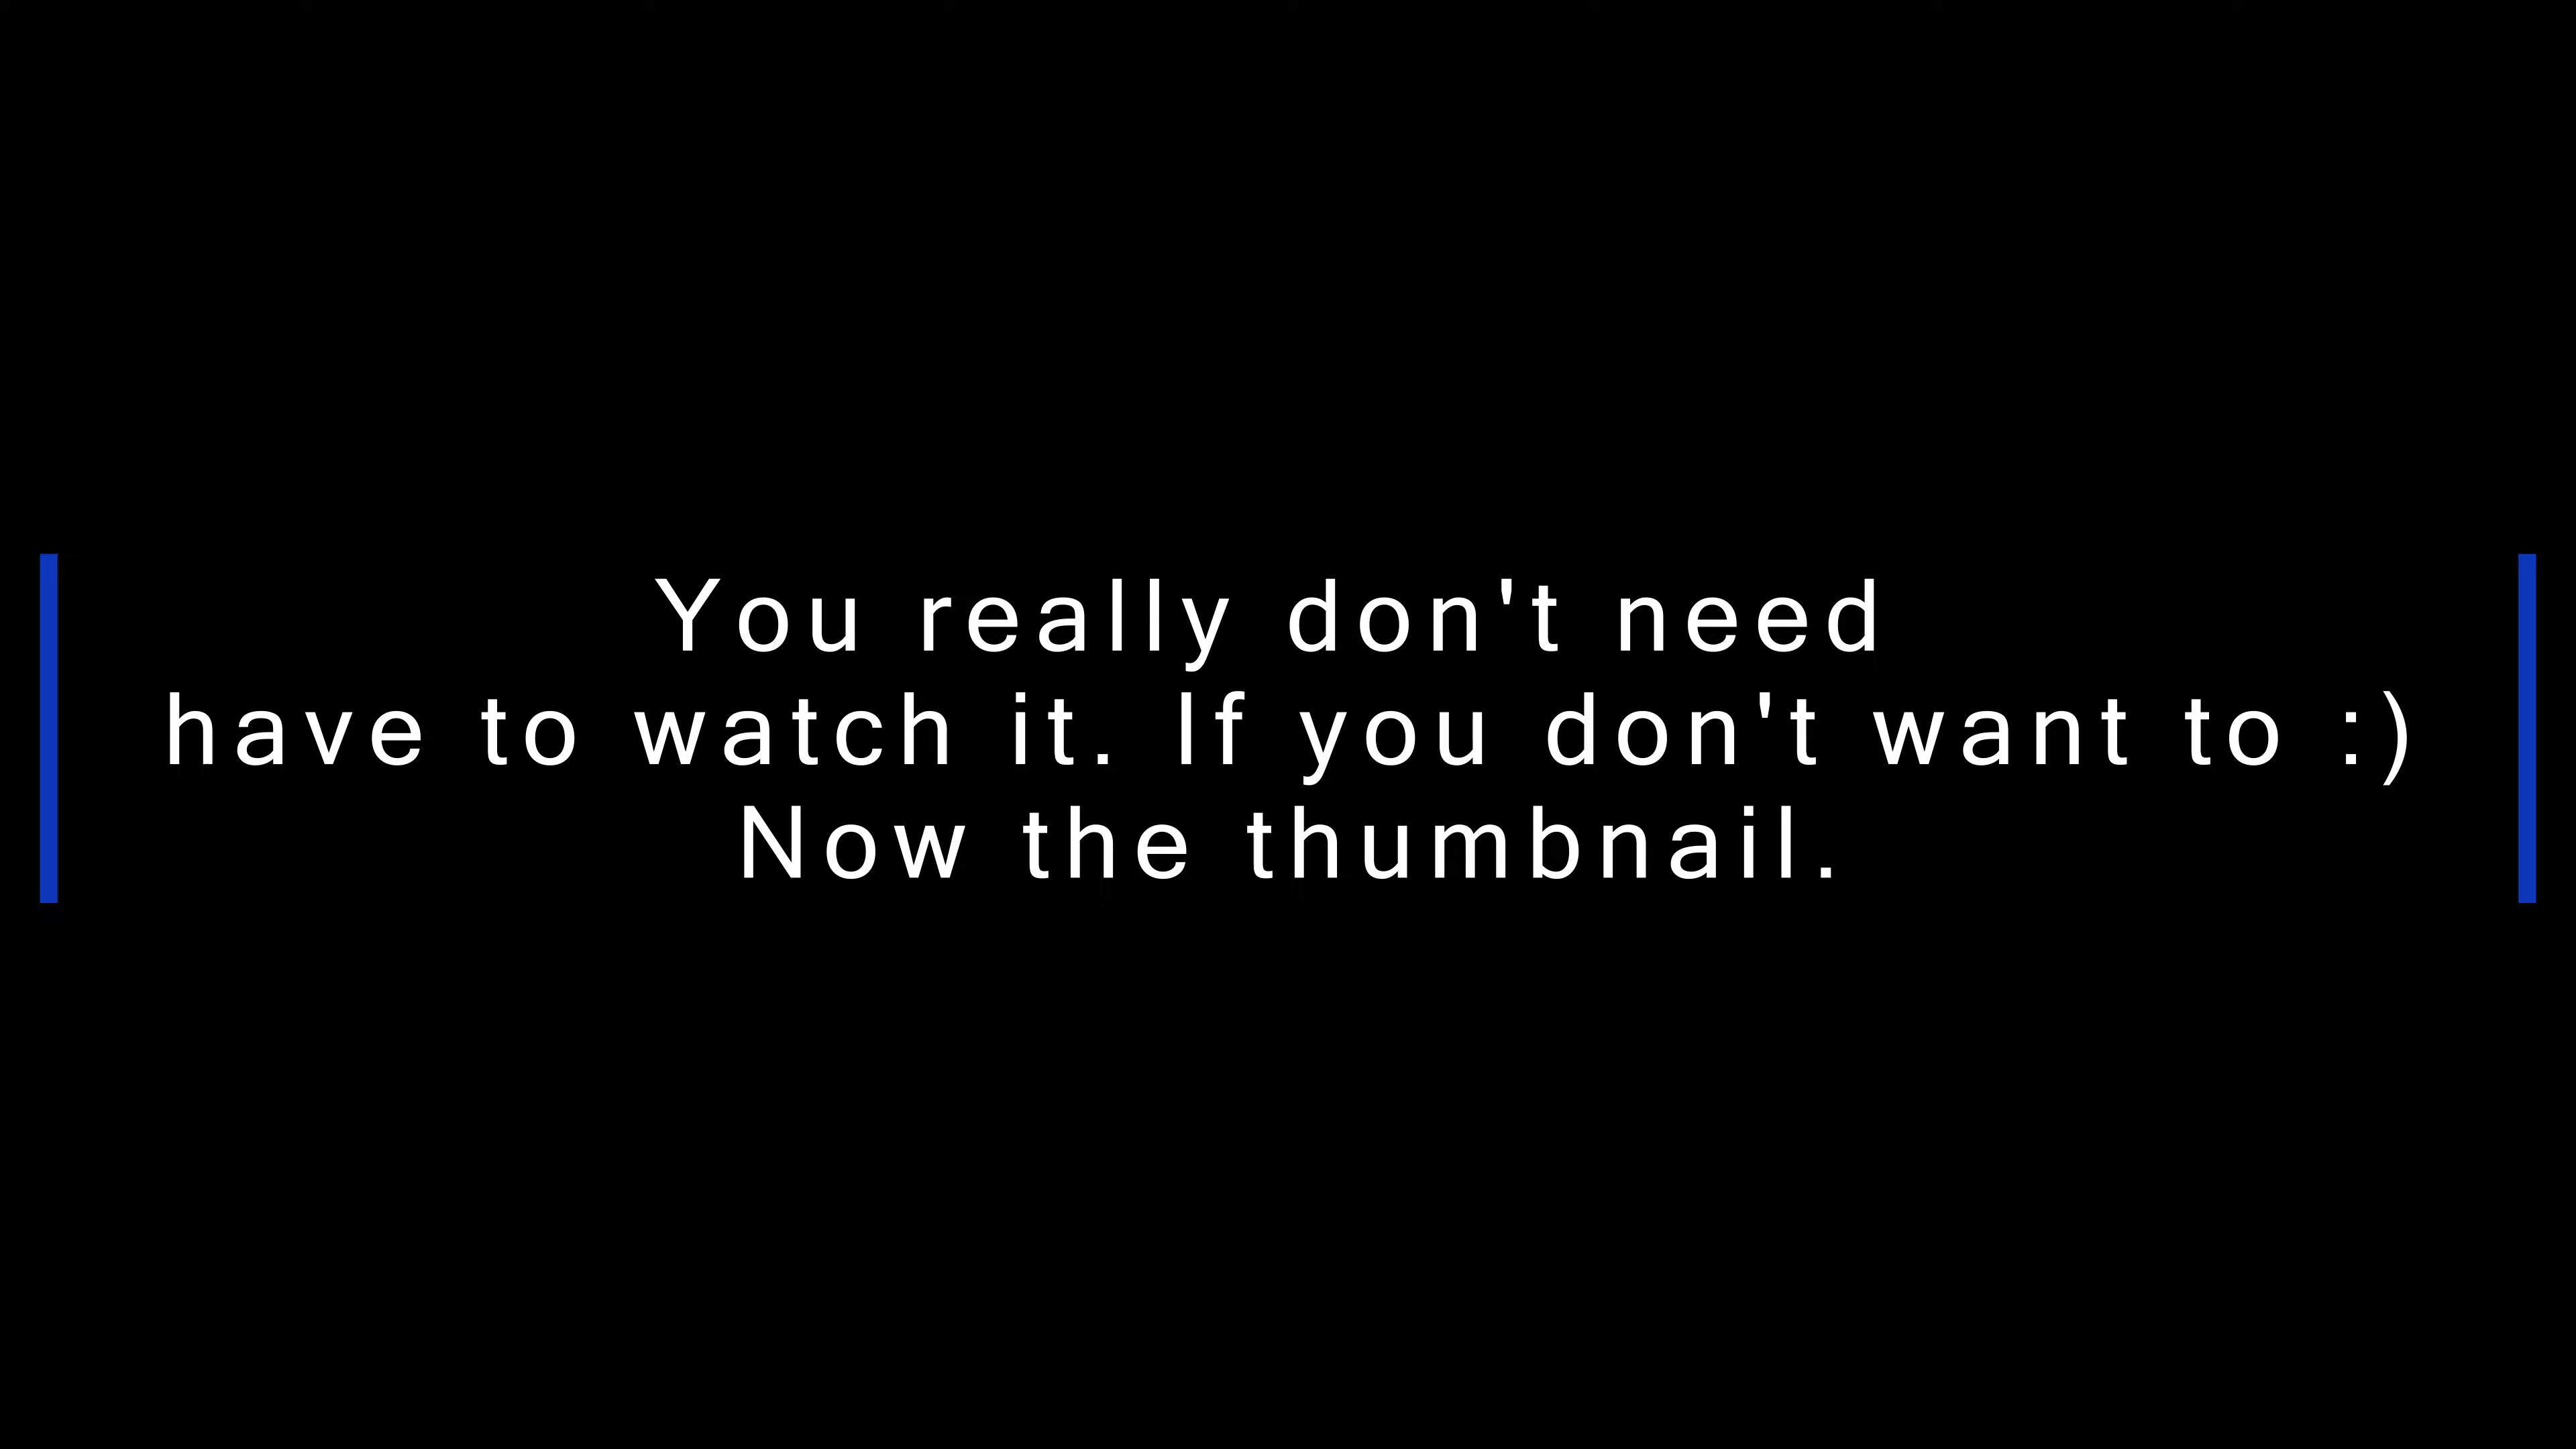 You really don't need
have to watch it. If you don't want to :)
Now the thumbnail.